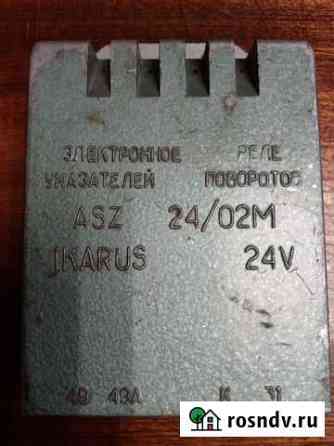 ЭЛЕКТРОННОЕ РЕЛЕ
УКАЗАТЕЛЕЙ ПОВОРОТОВ
ASZ 24/02M
IKARUS 24V
49 49A K 31
rosndv.ru